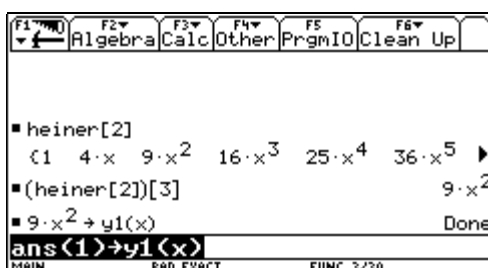 F1 F2 Algebra F3 Calc F4 Other F5 PrgmIO F6 Clean Up
▪ heiner[2]
{1 4·x 9·x² 16·x³ 25·x⁴ 36·x⁵ ▶
▪ (heiner[2])[3] 9·x²
▪ 9·x² → y1(x) Done
ans(1)→y1(x)
MAIN RAD EXACT FUNC 3/30